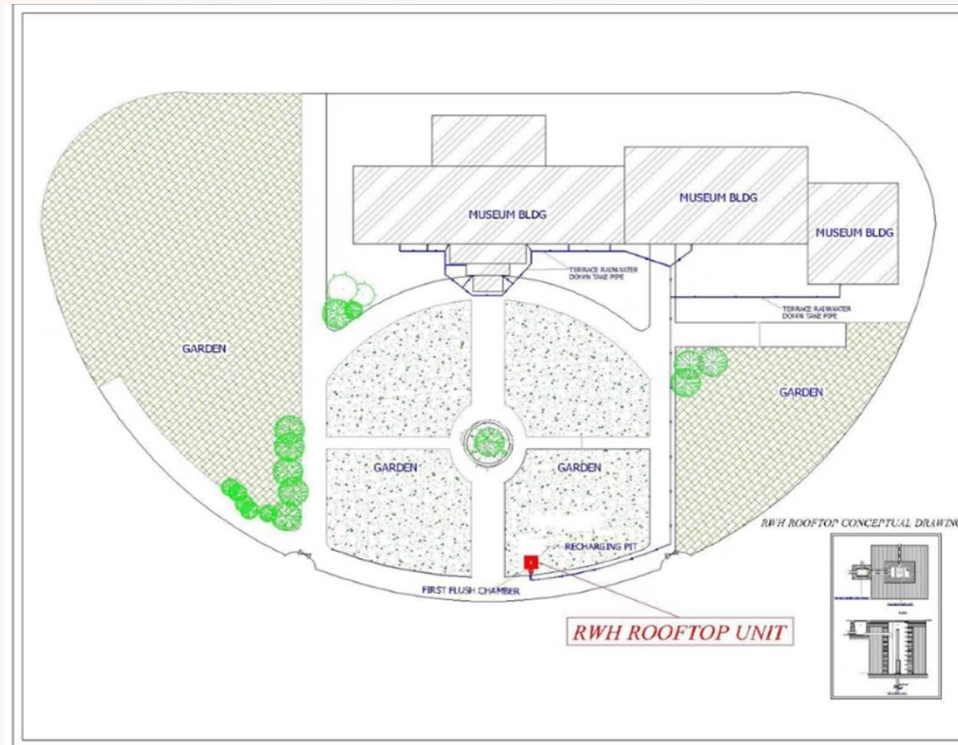 MUSEUM BLDG
MUSEUM BLDG
MUSEUM BLDG
TERRACE RAINWATER
DOWN TAKE PIPE
TERRACE RAINWATER
DOWN TAKE PIPE
GARDEN
GARDEN
GARDEN
GARDEN
RWH ROOFTOP CONCEPTUAL DRAWING
RECHARGING PIT
FIRST FLUSH CHAMBER
RWH ROOFTOP UNIT